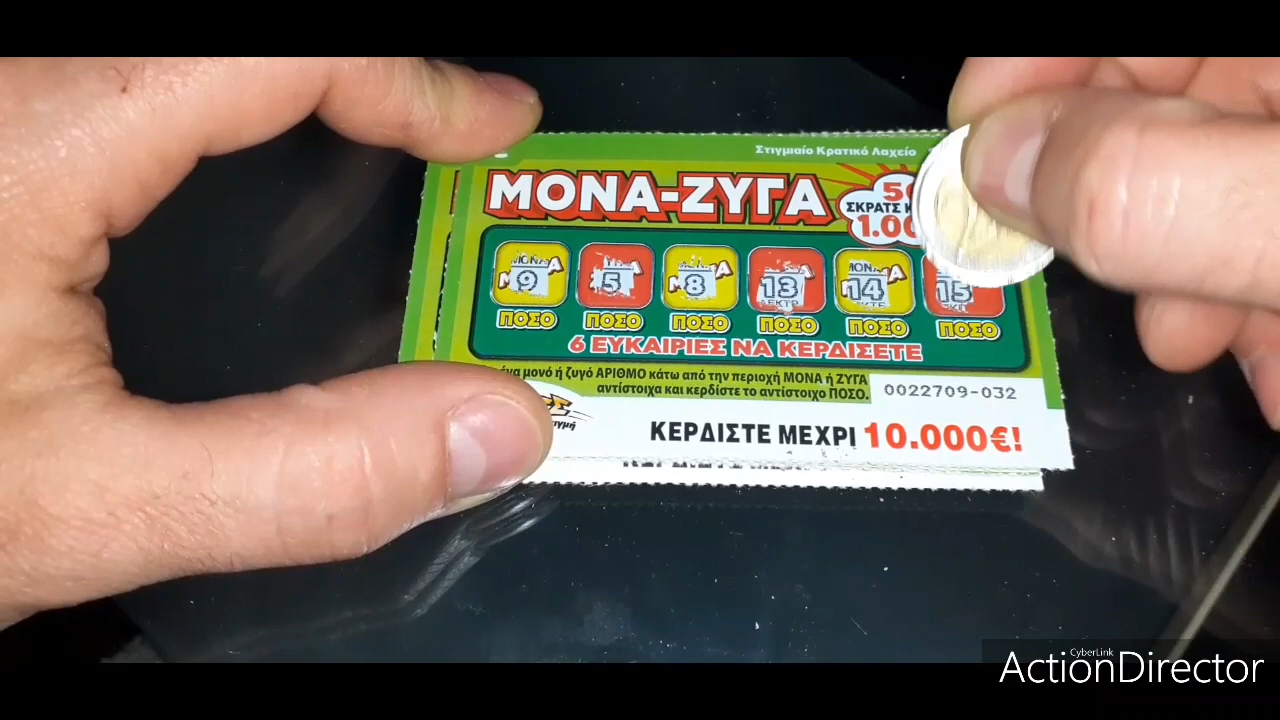 Στιγμιαίο Κρατικό Λαχείο
ΜΟΝΑ-ΖΥΓΑ
ΣΚΡΑΤΣ
9 5 8 13 14 15
ΠΟΣΟ ΠΟΣΟ ΠΟΣΟ ΠΟΣΟ ΠΟΣΟ ΠΟΣΟ
6 ΕΥΚΑΙΡΙΕΣ ΝΑ ΚΕΡΔΙΣΕΤΕ
ένα μονό ή ζυγό ΑΡΙΘΜΟ κάτω από την περιοχή ΜΟΝΑ ή ΖΥΓΑ
αντίστοιχα και κερδίστε το αντίστοιχο ΠΟΣΟ.
0022709-032
ΚΕΡΔΙΣΤΕ ΜΕΧΡΙ 10.000€!
CyberLink
ActionDirector